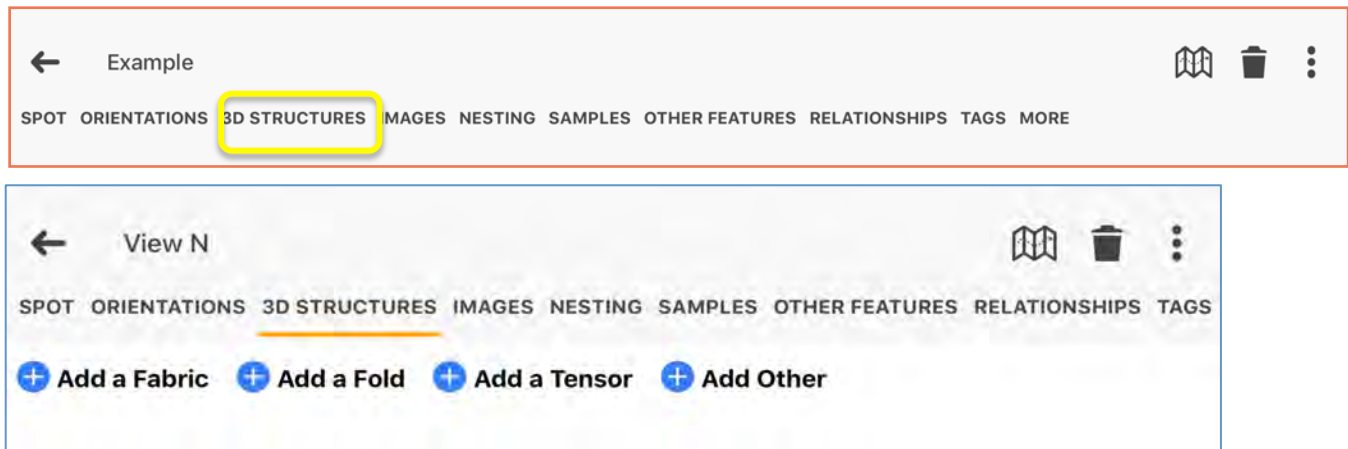 Example
SPOT ORIENTATIONS 3D STRUCTURES IMAGES NESTING SAMPLES OTHER FEATURES RELATIONSHIPS TAGS MORE
View N
SPOT ORIENTATIONS 3D STRUCTURES IMAGES NESTING SAMPLES OTHER FEATURES RELATIONSHIPS TAGS
Add a Fabric Add a Fold Add a Tensor Add Other